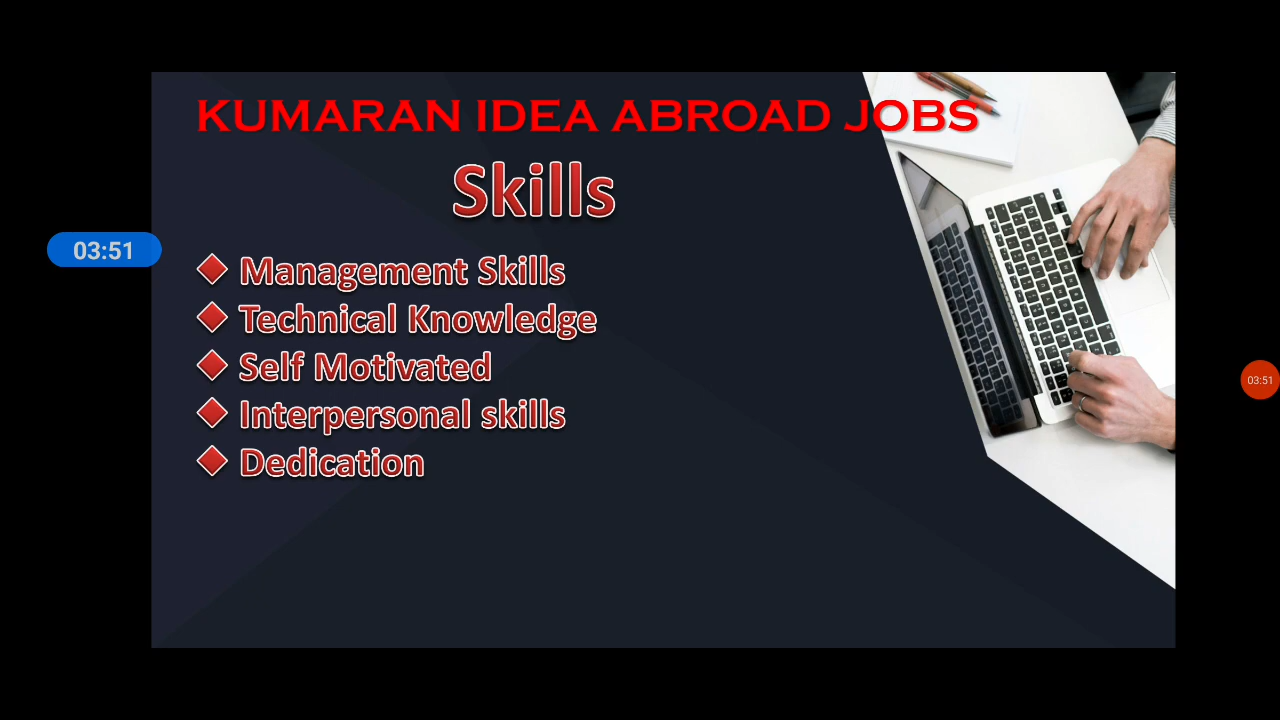 KUMARAN IDEA ABROAD JOBS
Skills
03:51
Management Skills
Technical Knowledge
Self Motivated
03:51
Interpersonal skills
Dedication